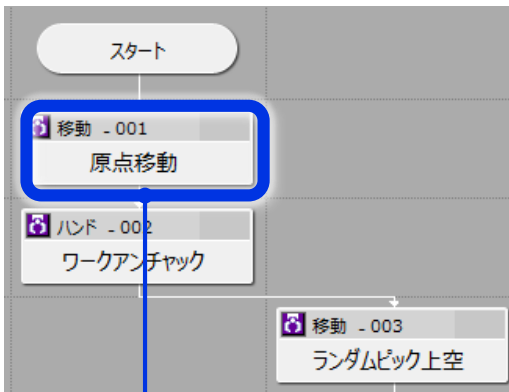 スタート
移動 - 001
原点移動
ハンド - 002
ワークアンチャック
移動 - 003
ランダムピック上空